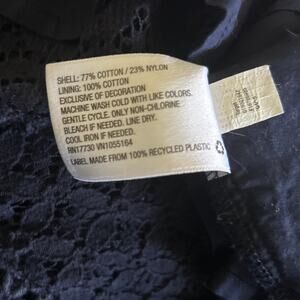 SHELL: 77% COTTON / 23% NYLON
LINING: 100% COTTON
EXCLUSIVE OF DECORATION
MACHINE WASH COLD WITH LIKE COLORS.
GENTLE CYCLE. ONLY NON-CHLORINE
BLEACH IF NEEDED. LINE DRY.
COOL IRON IF NEEDED.
RN17730 VN1055164
LABEL MADE FROM 100% RECYCLED PLASTIC